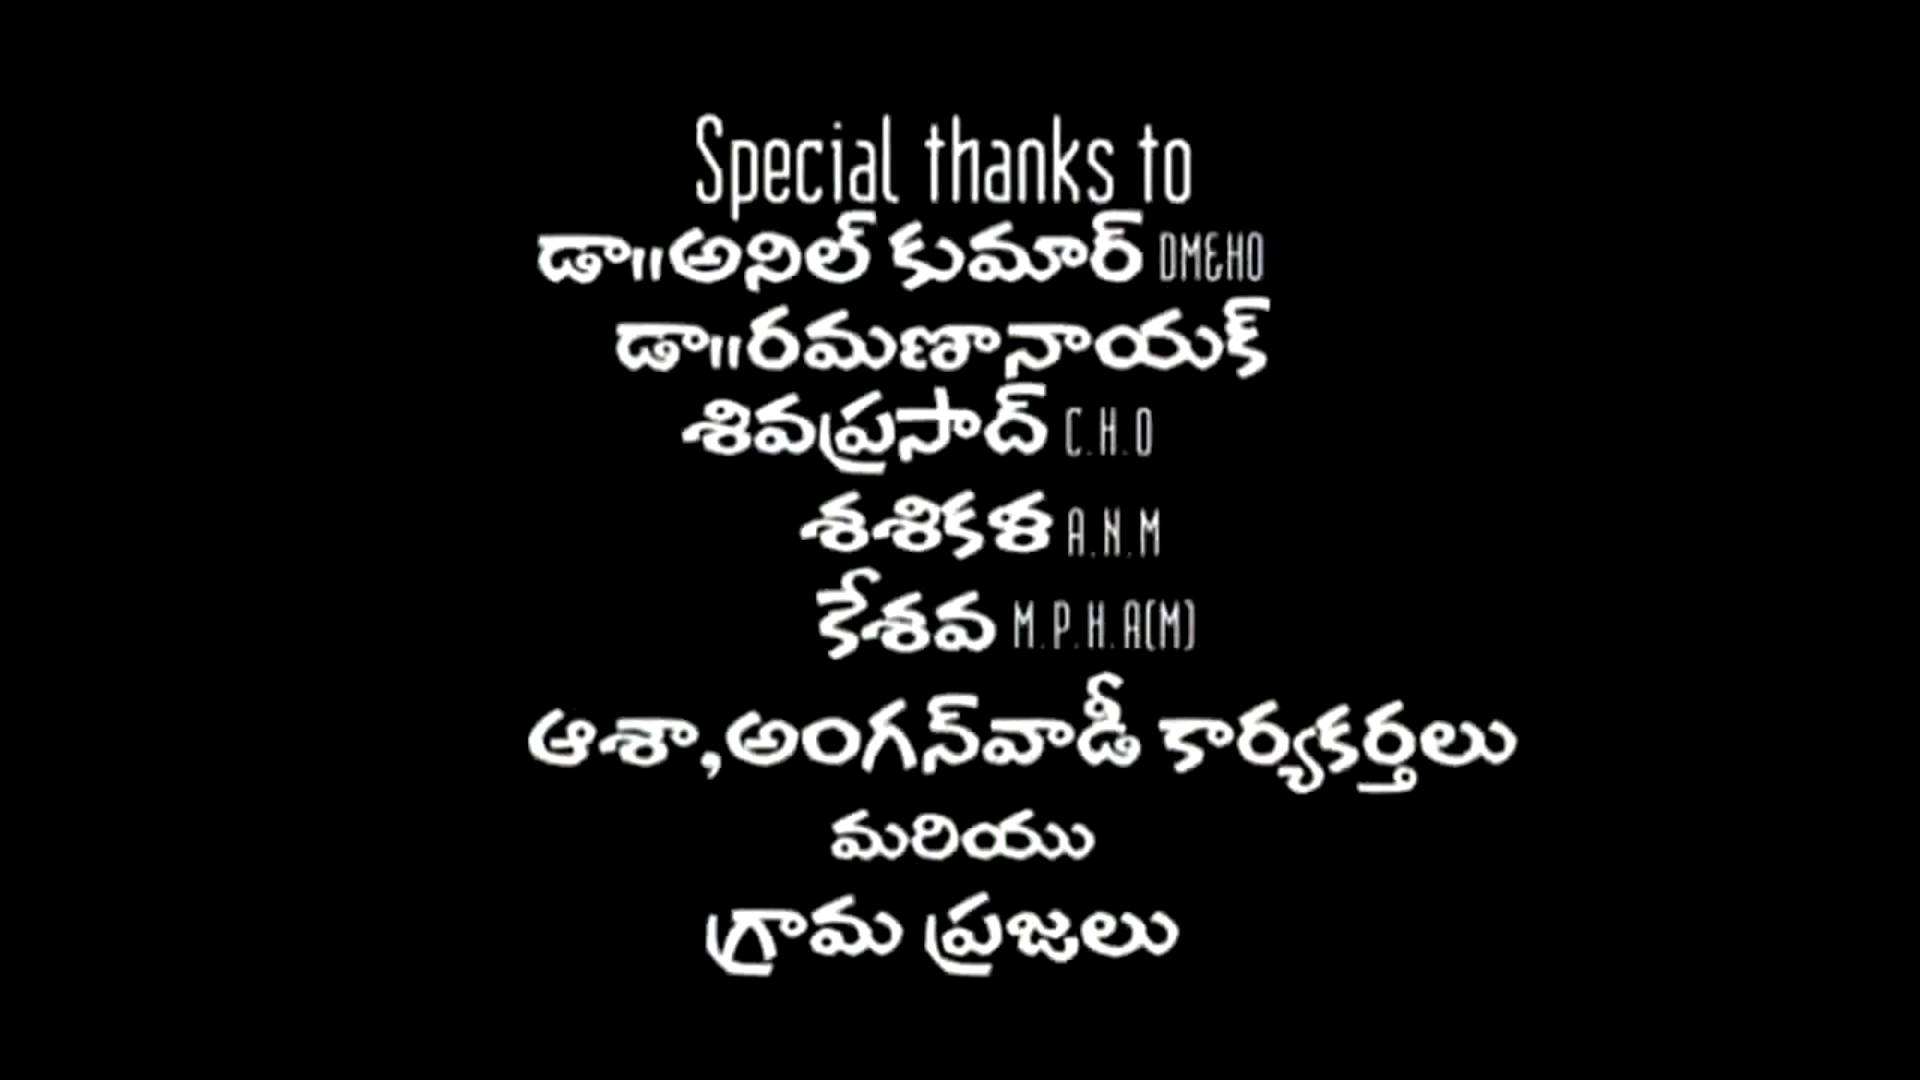 Special thanks to
డా॥అనిల్ కుమార్ DM&HO
డా॥రమణానాయక్
శివప్రసాద్ C.H.O
శశికళ A.N.M
కేశవ M.P.H.A(M)
ఆశా,అంగన్‌వాడీ కార్యకర్తలు
మరియు
గ్రామ ప్రజలు